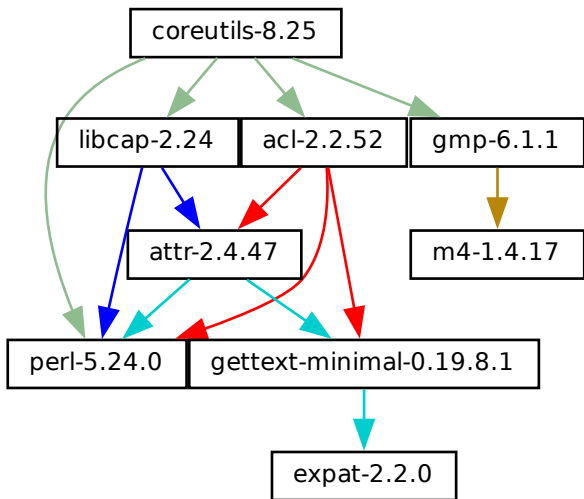 coreutils-8.25
libcap-2.24
acl-2.2.52
gmp-6.1.1
attr-2.4.47
m4-1.4.17
perl-5.24.0
gettext-minimal-0.19.8.1
expat-2.2.0